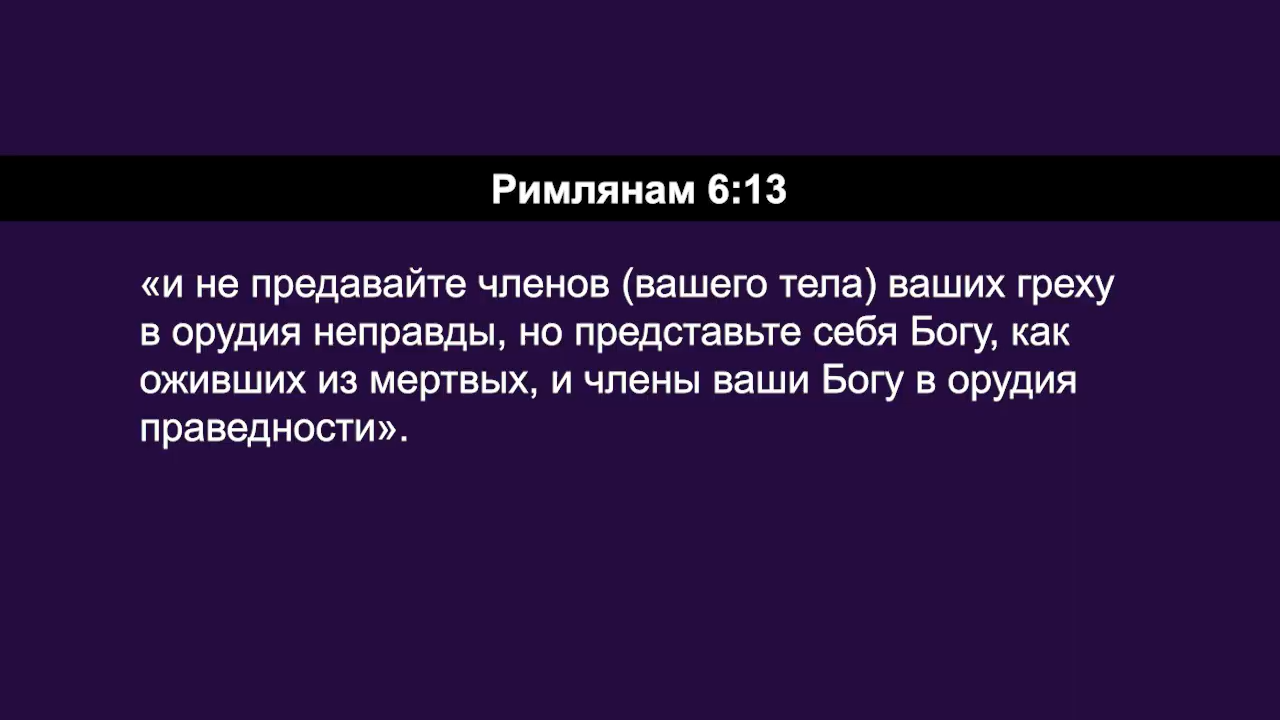 Римлянам 6:13
«и не предавайте членов (вашего тела) ваших греху
в орудия неправды, но представьте себя Богу, как
оживших из мертвых, и члены ваши Богу в орудия
праведности».